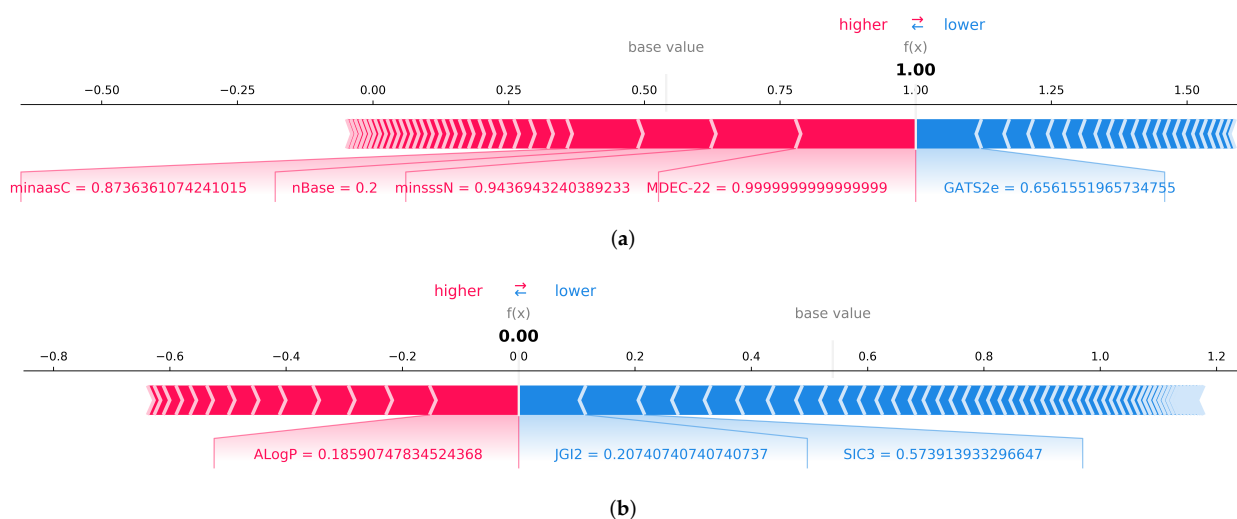 higher ⇄ lower
base value f(x)
1.00
−0.50 −0.25 0.00 0.25 0.50 0.75 1.00 1.25 1.50
minaasC = 0.8736361074241015 nBase = 0.2 minsssN = 0.9436943240389233 MDEC-22 = 0.9999999999999999 GATS2e = 0.6561551965734755
(a)
higher ⇄ lower
f(x) base value
0.00
−0.8 −0.6 −0.4 −0.2 0.0 0.2 0.4 0.6 0.8 1.0 1.2
ALogP = 0.18590747834524368 JGI2 = 0.20740740740740737 SIC3 = 0.573913933296647
(b)